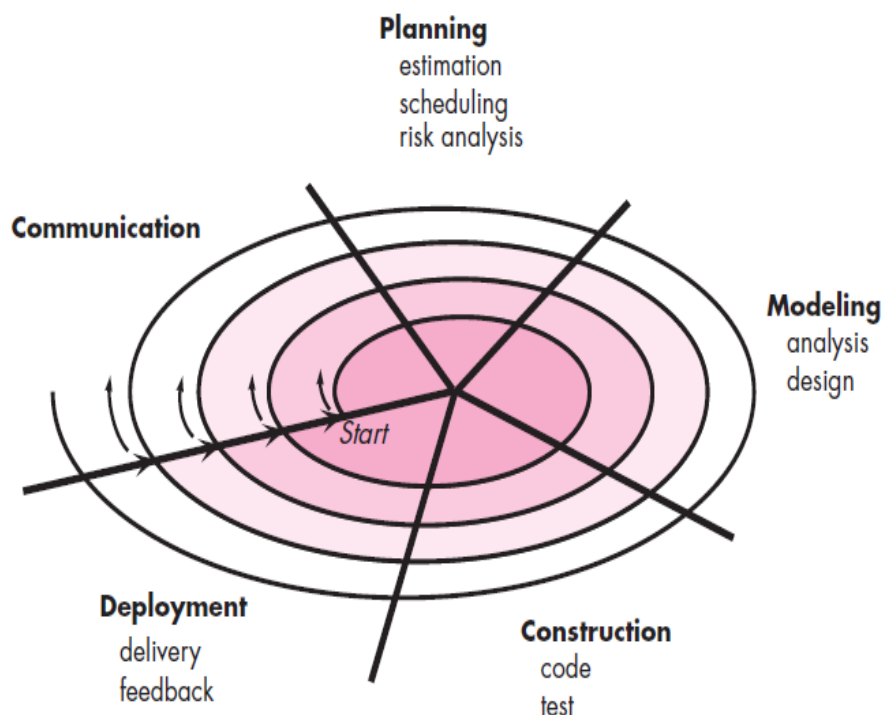 Planning
estimation
scheduling
risk analysis
Communication
Modeling
analysis
design
Start
Deployment
delivery
feedback
Construction
code
test